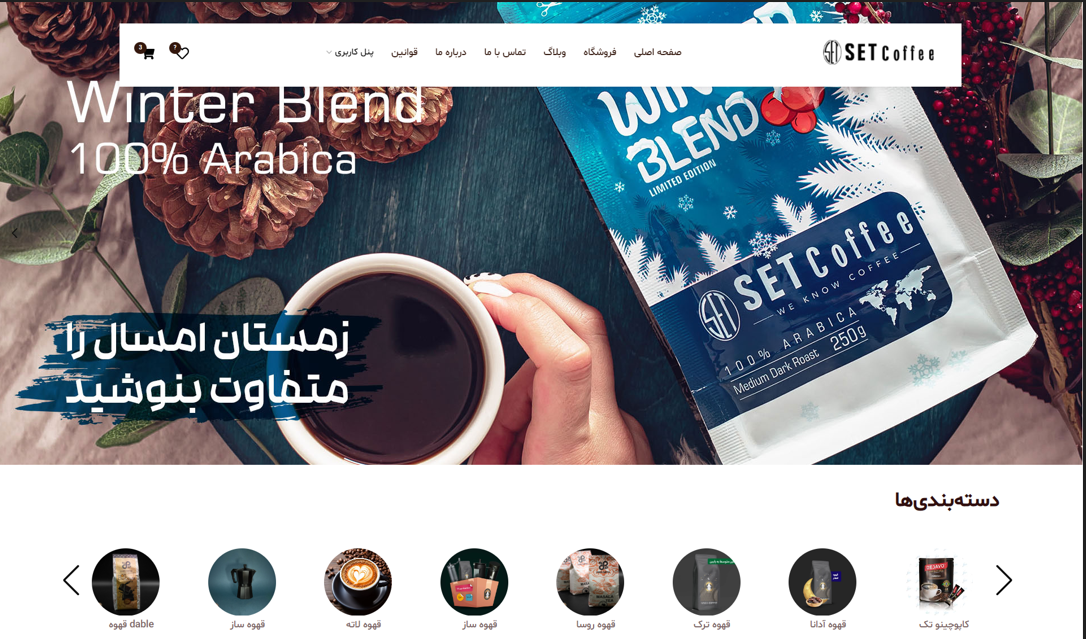 SET Coffee
صفحه اصلی
فروشگاه
وبلاگ
تماس با ما
درباره ما
قوانین
پنل کاربری
Winter Blend
100% Arabica
WINTER
BLEND
LIMITED EDITION
SET Coffee
WE KNOW COFFEE
100% ARABICA
Medium Dark Roast 250g
زمستان امسال را
متفاوت بنوشید
دسته‌بندی‌ها
کاپوچینو تک
قهوه آدانا
قهوه ترک
قهوه روسا
قهوه ساز
قهوه لاته
قهوه ساز
قهوه dable